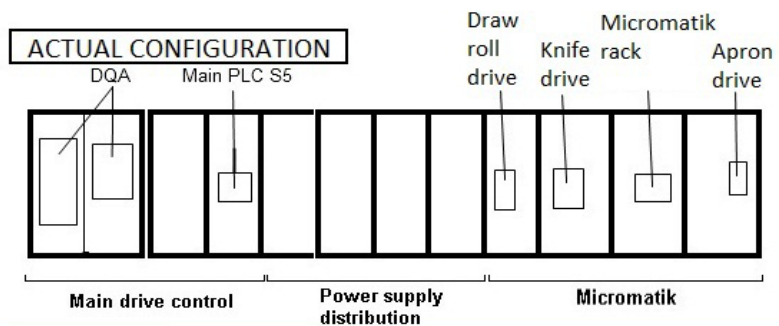 ACTUAL CONFIGURATION
DQA
Main PLC S5
Draw
roll
drive
Knife
drive
Micromatik
rack
Apron
drive
Main drive control
Power supply
distribution
Micromatik